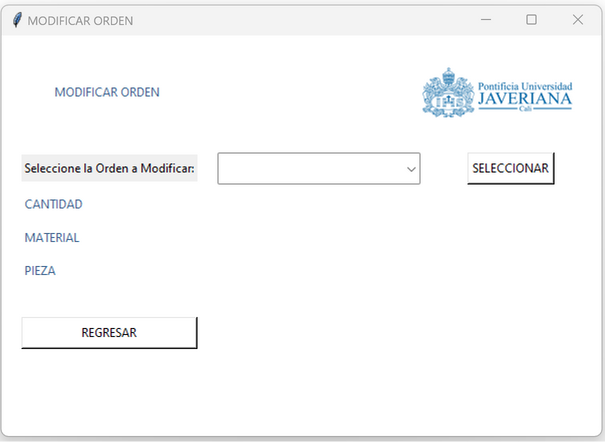 MODIFICAR ORDEN
MODIFICAR ORDEN
Pontificia Universidad
JAVERIANA
Cali
Seleccione la Orden a Modificar:
SELECCIONAR
CANTIDAD
MATERIAL
PIEZA
REGRESAR